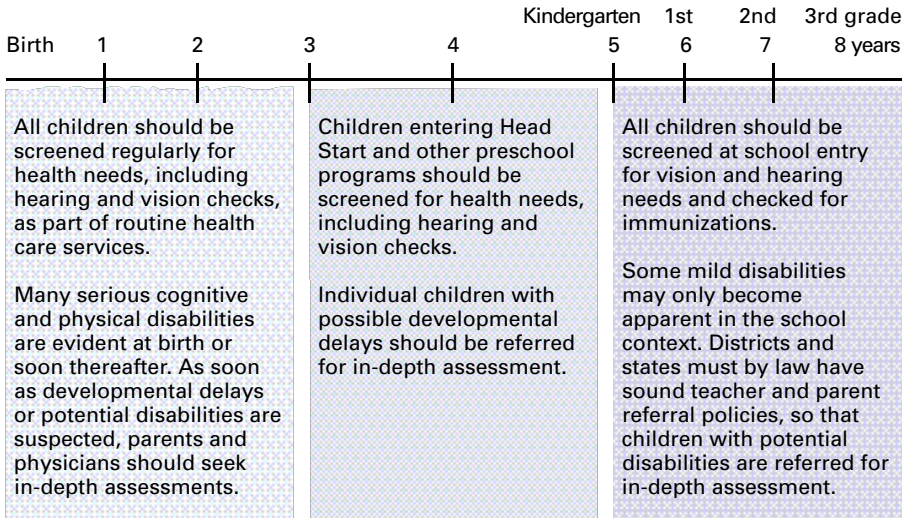 Kindergarten 1st 2nd 3rd grade
Birth 1 2 3 4 5 6 7 8 years
All children should be
screened regularly for
health needs, including
hearing and vision checks,
as part of routine health
care services.
Many serious cognitive
and physical disabilities
are evident at birth or
soon thereafter. As soon
as developmental delays
or potential disabilities are
suspected, parents and
physicians should seek
in-depth assessments.
Children entering Head
Start and other preschool
programs should be
screened for health needs,
including hearing and
vision checks.
Individual children with
possible developmental
delays should be referred
for in-depth assessment.
All children should be
screened at school entry
for vision and hearing
needs and checked for
immunizations.
Some mild disabilities
may only become
apparent in the school
context. Districts and
states must by law have
sound teacher and parent
referral policies, so that
children with potential
disabilities are referred for
in-depth assessment.